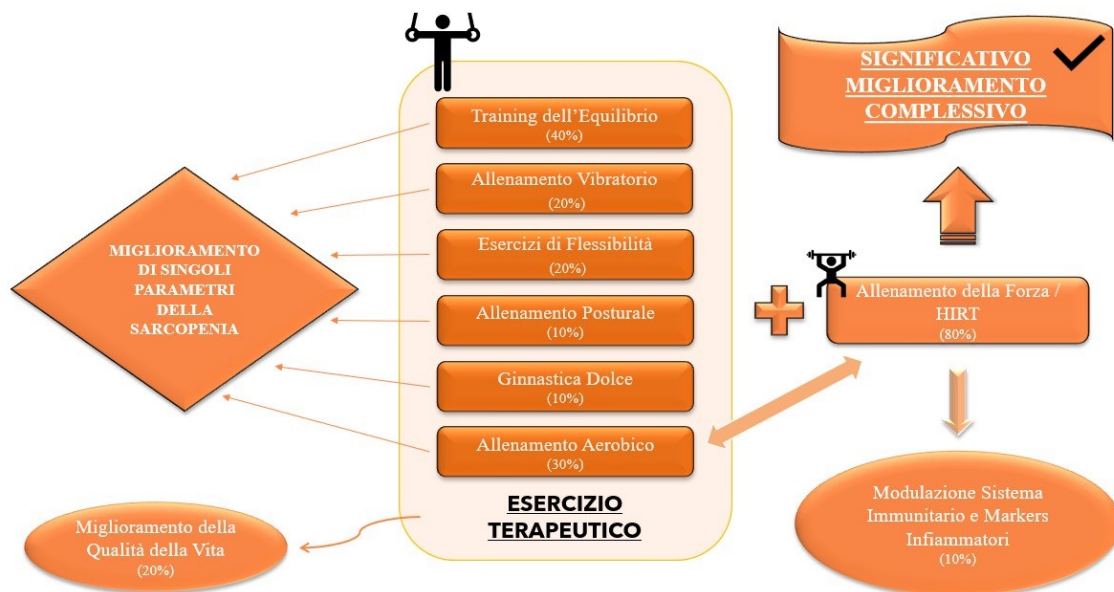 SIGNIFICATIVO
MIGLIORAMENTO
COMPLESSIVO
Training dell’Equilibrio
(40%)
Allenamento Vibratorio
(20%)
Esercizi di Flessibilità
(20%)
Allenamento Posturale
(10%)
Ginnastica Dolce
(10%)
Allenamento Aerobico
(30%)
ESERCIZIO
TERAPEUTICO
MIGLIORAMENTO
DI SINGOLI
PARAMETRI
DELLA
SARCOPENIA
Miglioramento della
Qualità della Vita
(20%)
Allenamento della Forza /
HIRT
(80%)
Modulazione Sistema
Immunitario e Markers
Infiammatori
(10%)